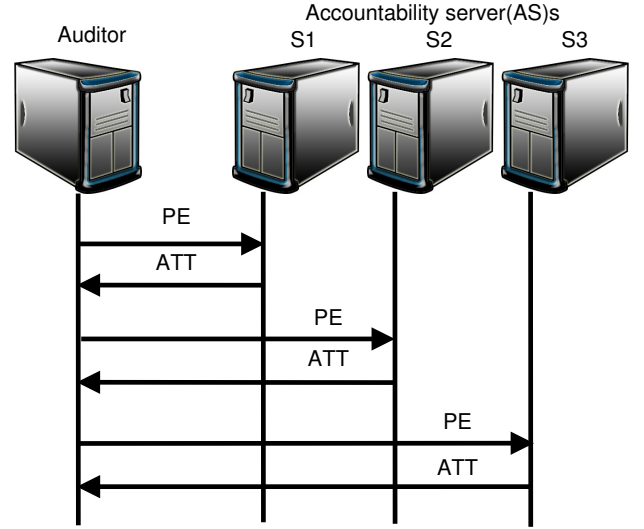 Accountability server(AS)s
Auditor
S1 S2 S3
PE
ATT
PE
ATT
PE
ATT